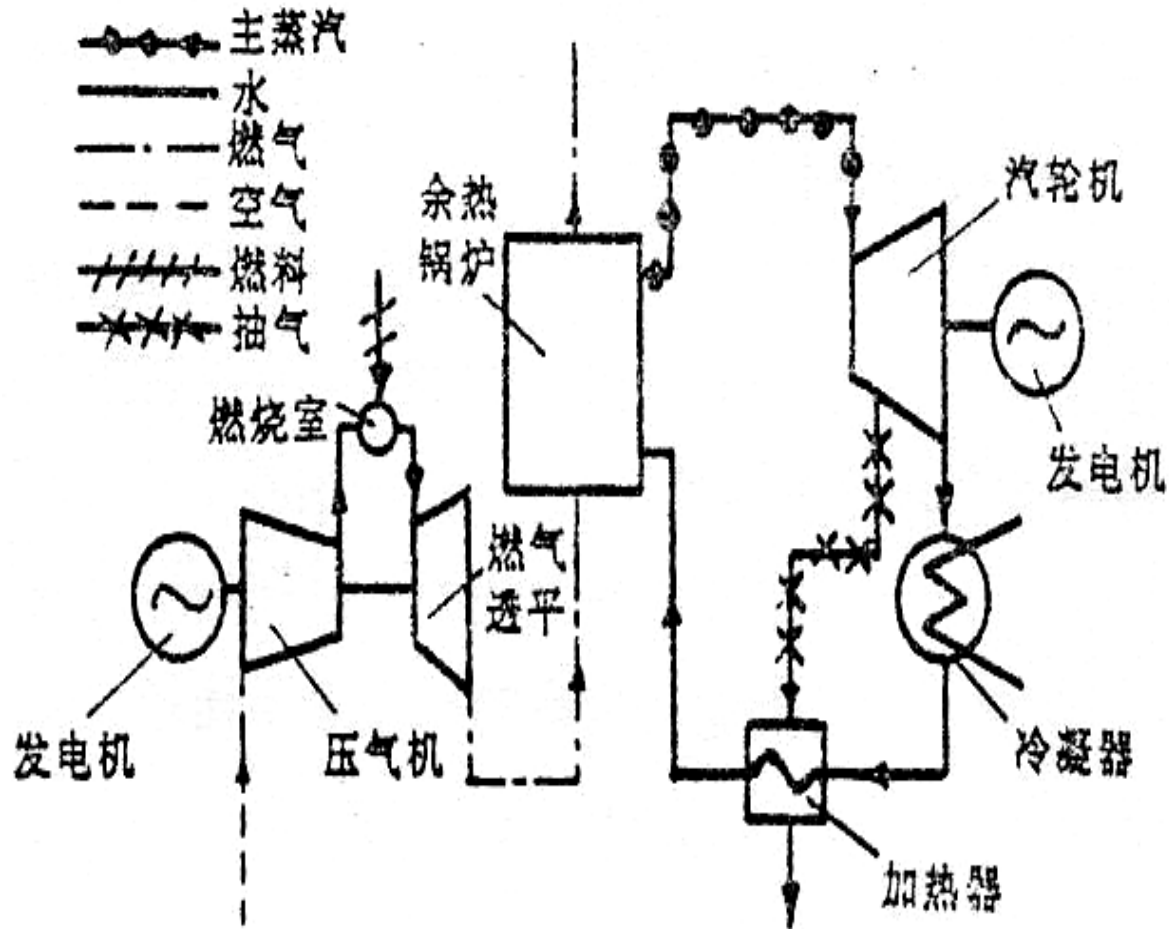 主蒸汽
水
燃气
空气
燃料
抽气
余热
锅炉
汽轮机
燃烧室
发电机
燃气
透平
发电机
压气机
冷凝器
加热器